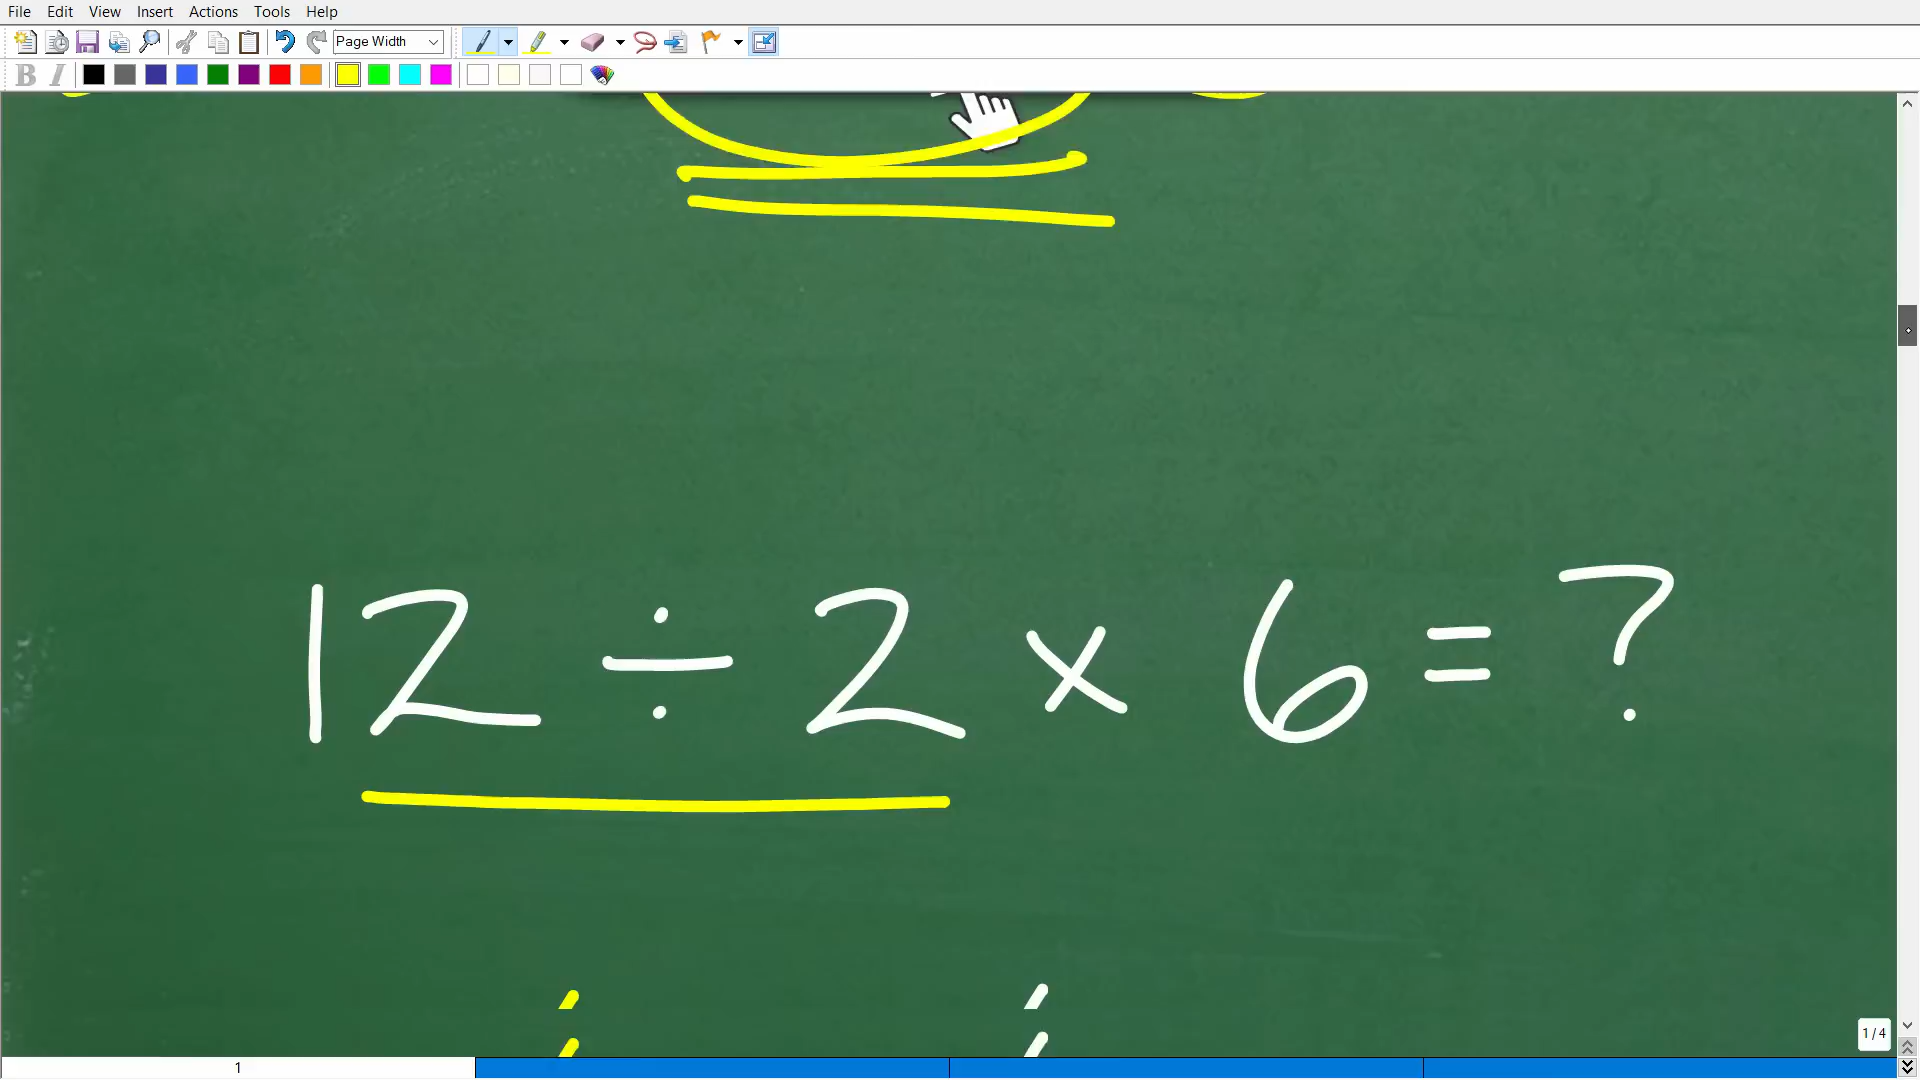 File Edit View Insert Actions Tools Help
Page Width
B I
12 ÷ 2 × 6 = ?
1 / 4
1